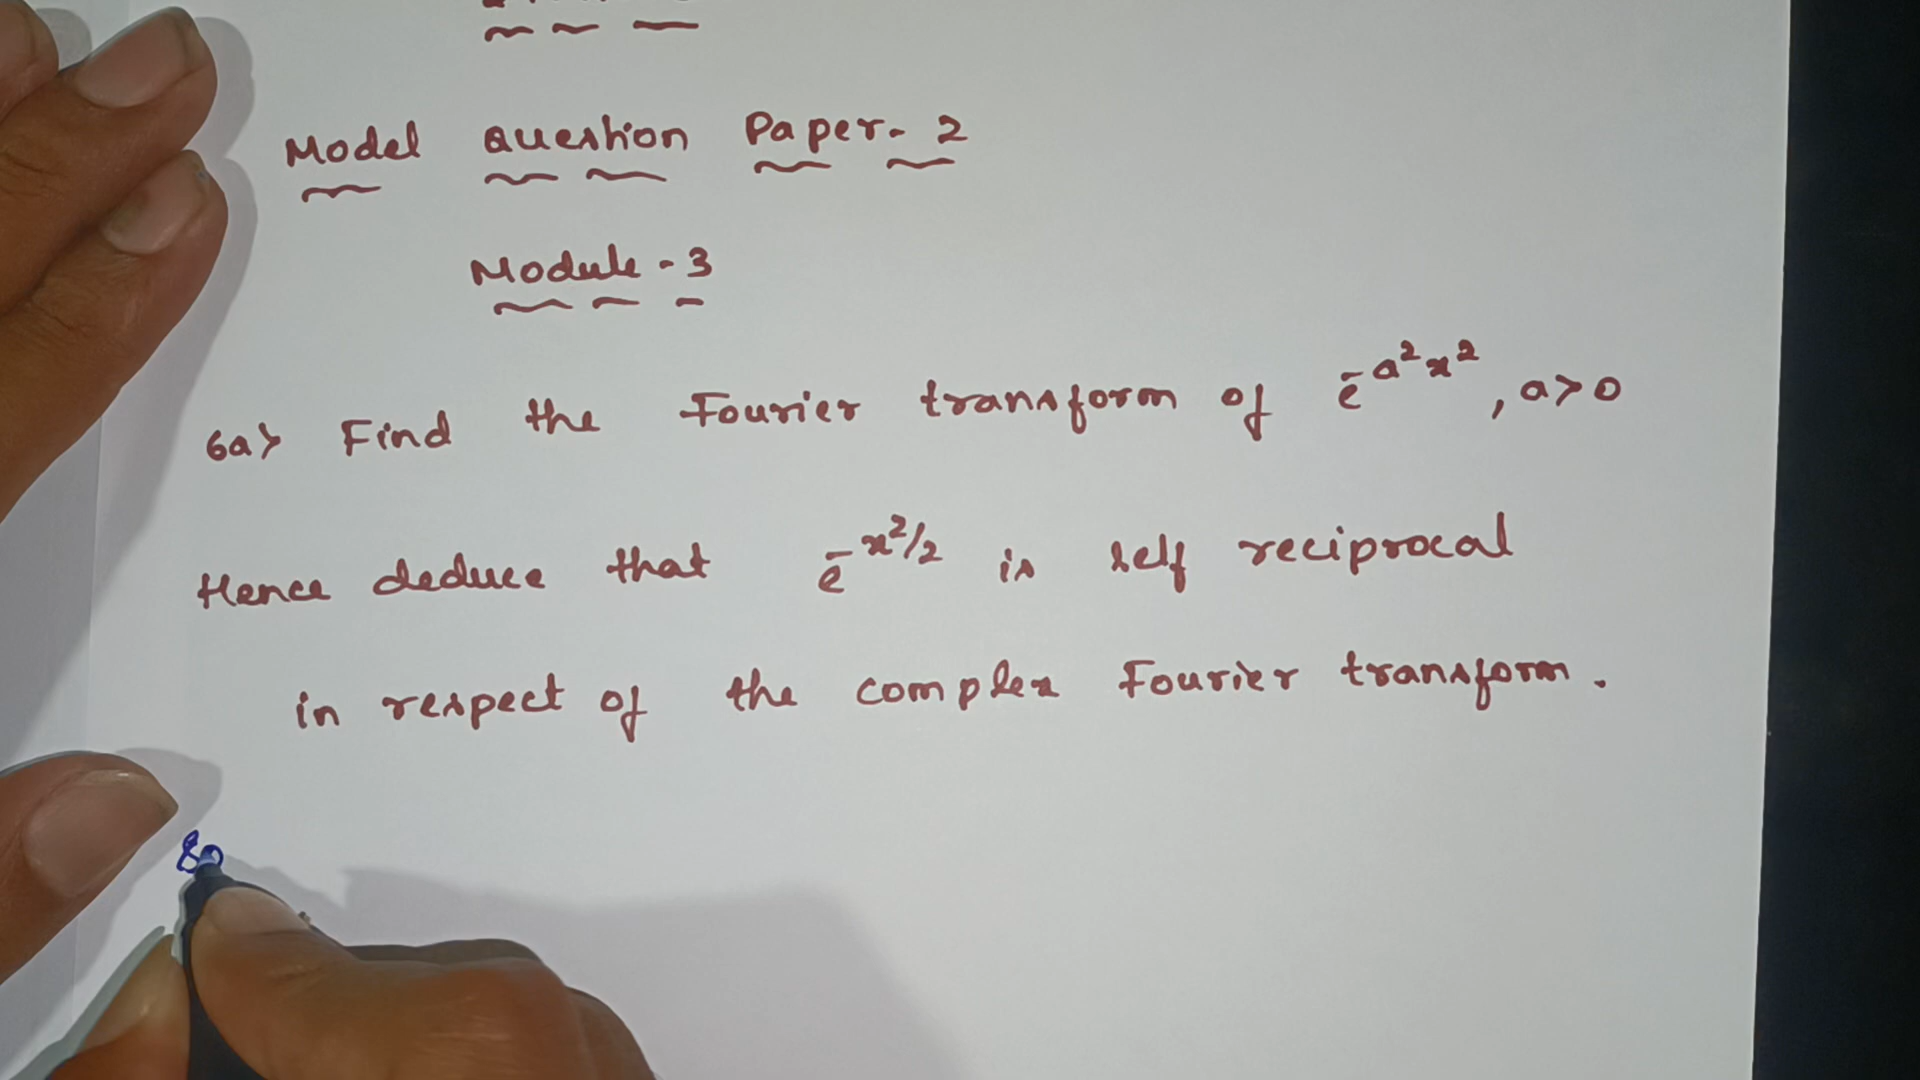 Model Question Paper- 2
Module - 3
6a> Find the Fourier transform of e^-a²x², a>0
Hence deduce that e^-x²/2 is self reciprocal
in respect of the complex Fourier transform.
So